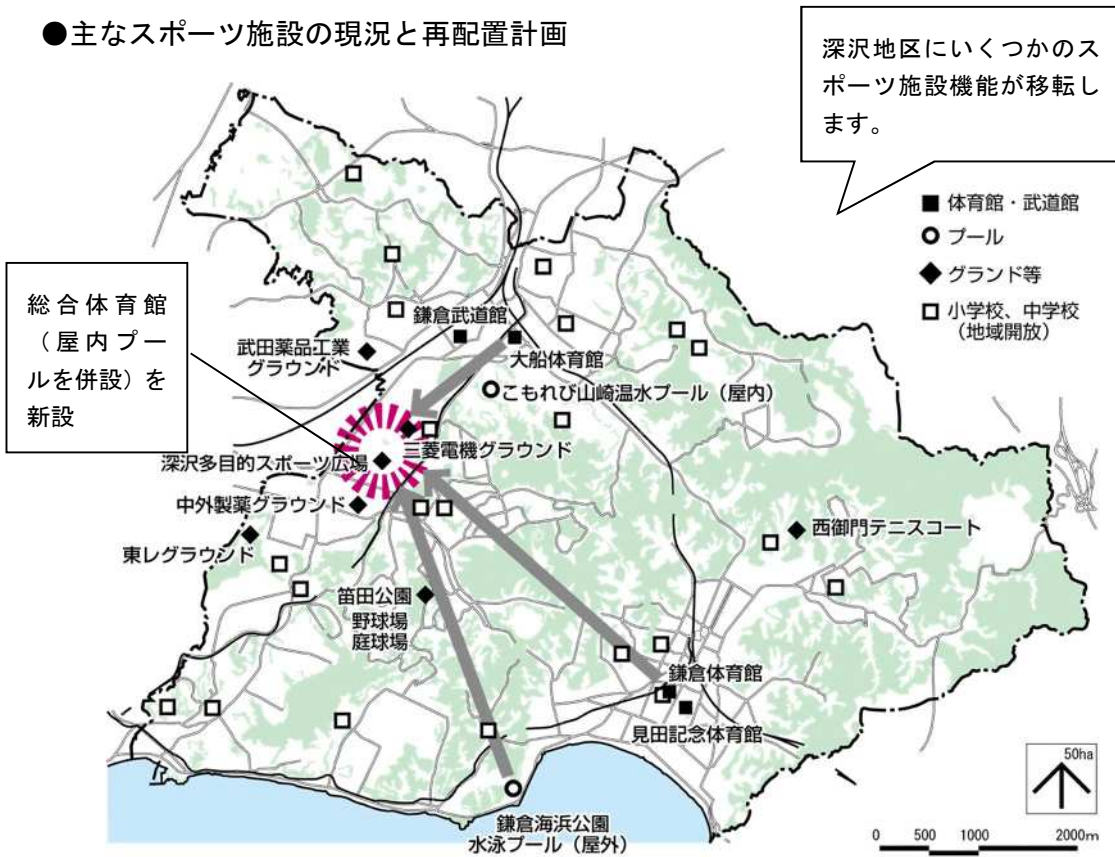 ●主なスポーツ施設の現況と再配置計画
深沢地区にいくつかのス
ポーツ施設機能が移転し
ます。
■ 体育館・武道館
プール
◆ グランド等
□ 小学校、中学校
（地域開放）
総合体育館
（屋内プー
ルを併設）を
新設
鎌倉武道館
武田薬品工業
グラウンド
大船体育館
こもれび山崎温水プール（屋内）
三菱電機グラウンド
深沢多目的スポーツ広場
中外製薬グラウンド
東レグラウンド
西御門テニスコート
笛田公園
野球場
庭球場
鎌倉体育館
見田記念体育館
鎌倉海浜公園
水泳プール（屋外）
50ha
0 500 1000 2000m